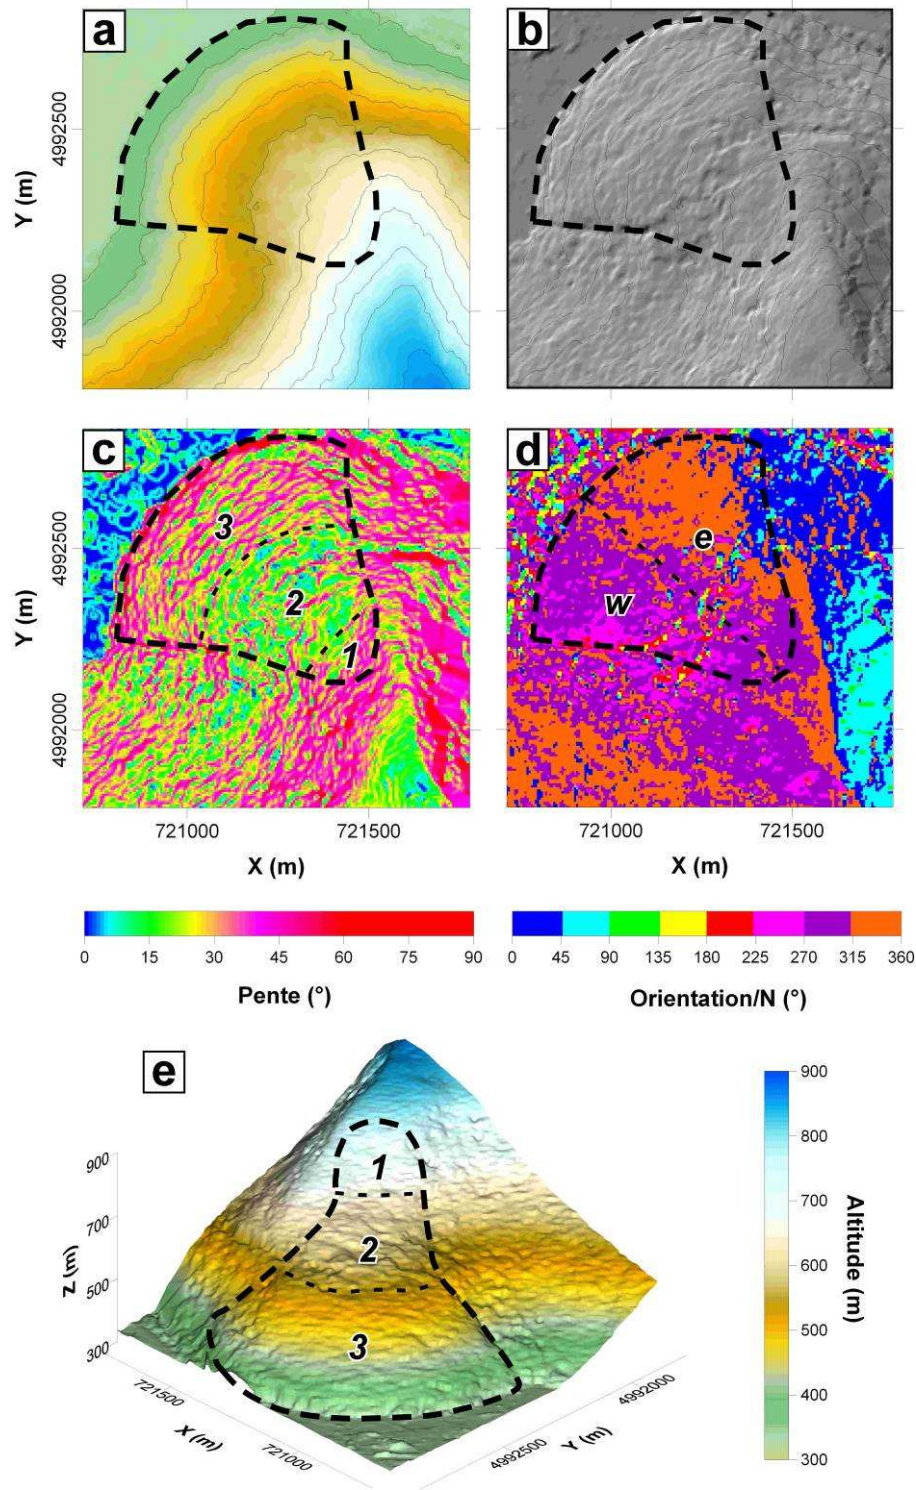 a
b
Y (m)
4992500
4992000
c
3
2
1
d
e
w
Y (m)
4992500
4992000
721000
721500
X (m)
721000
721500
X (m)
0 15 30 45 60 75 90
Pente (°)
0 45 90 135 180 225 270 315 360
Orientation/N (°)
e
1
2
3
900
700
500
300
Z (m)
721500
721000
X (m)
4992500
4992000
Y (m)
900
800
700
600
500
400
300
Altitude (m)